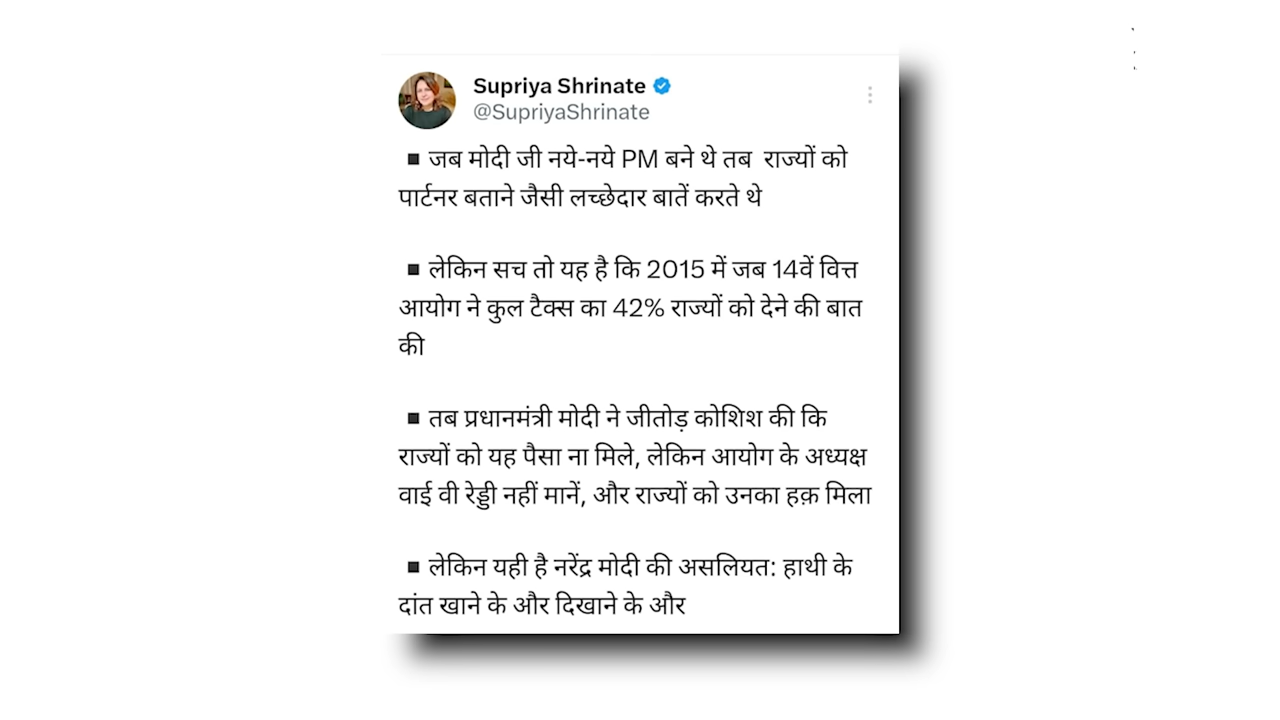 Supriya Shrinate
@SupriyaShrinate
▪जब मोदी जी नये-नये PM बने थे तब राज्यों को
पार्टनर बताने जैसी लच्छेदार बातें करते थे
▪लेकिन सच तो यह है कि 2015 में जब 14वें वित्त
आयोग ने कुल टैक्स का 42% राज्यों को देने की बात
की
▪तब प्रधानमंत्री मोदी ने जीतोड़ कोशिश की कि
राज्यों को यह पैसा ना मिले, लेकिन आयोग के अध्यक्ष
वाई वी रेड्डी नहीं मानें, और राज्यों को उनका हक़ मिला
▪लेकिन यही है नरेंद्र मोदी की असलियत: हाथी के
दांत खाने के और दिखाने के और